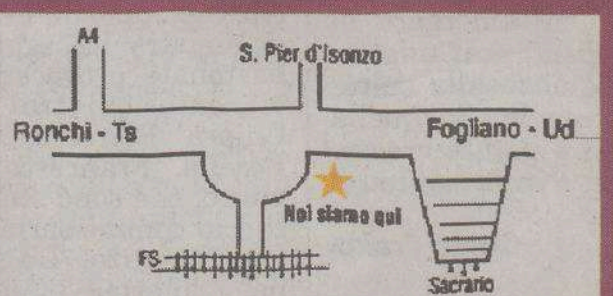 A4
S. Pier d'Isonzo
Ronchi - Ts
Fogliano - Ud
Noi siamo qui
FS
Sacrario